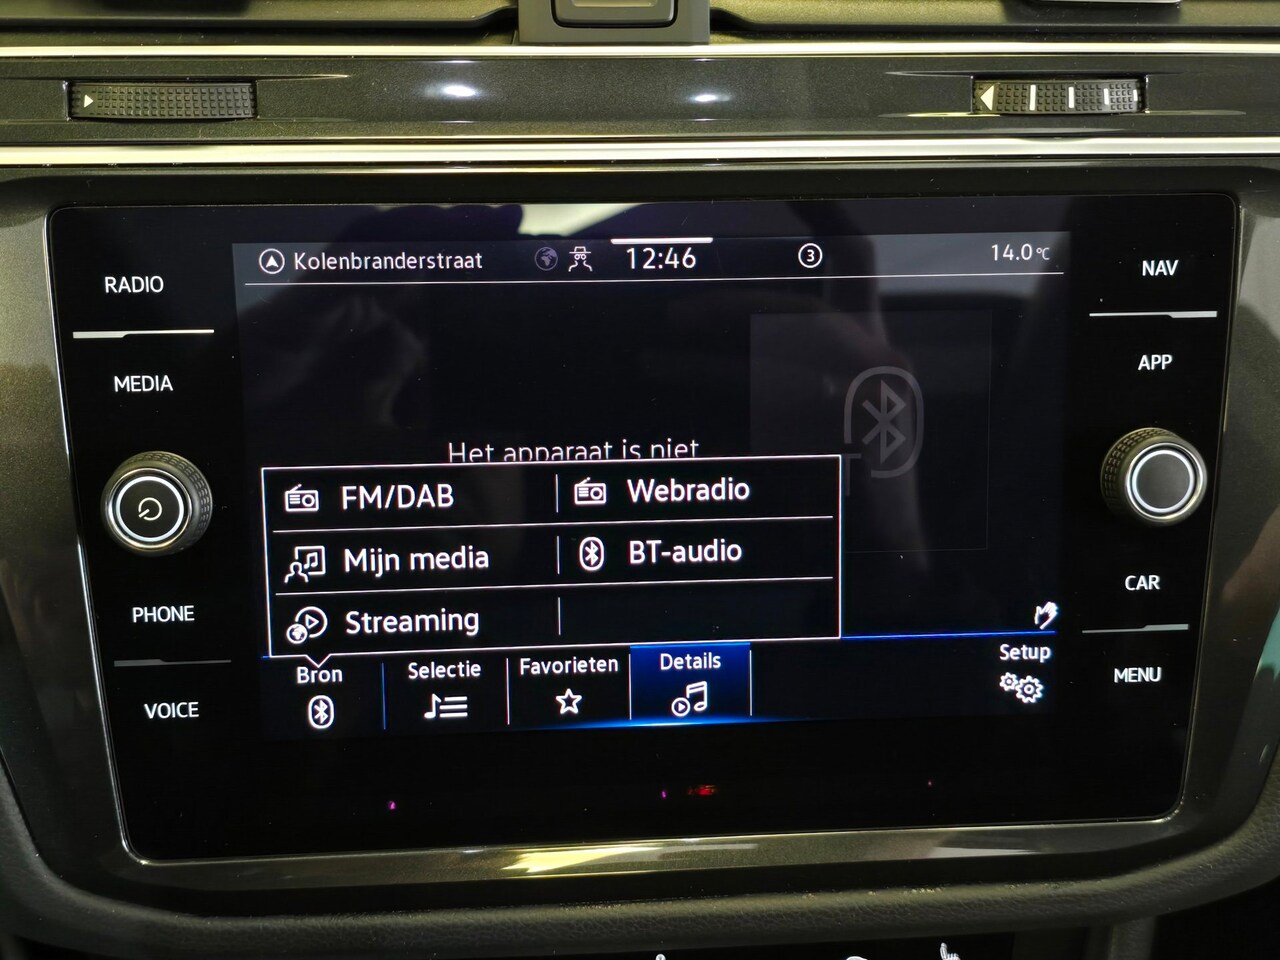 Kolenbranderstraat 12:46 3 14.0°C
RADIO
MEDIA
PHONE
VOICE
Het apparaat is niet
FM/DAB Webradio
Mijn media BT-audio
Streaming
Bron Selectie Favorieten Details Setup
NAV
APP
CAR
MENU